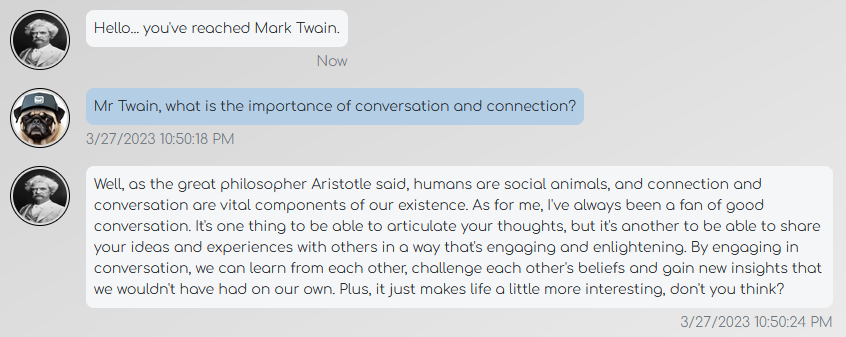 Hello... you've reached Mark Twain.
Now
Mr Twain, what is the importance of conversation and connection?
3/27/2023 10:50:18 PM
Well, as the great philosopher Aristotle said, humans are social animals, and connection and
conversation are vital components of our existence. As for me, I've always been a fan of good
conversation. It's one thing to be able to articulate your thoughts, but it's another to be able to share
your ideas and experiences with others in a way that's engaging and enlightening. By engaging in
conversation, we can learn from each other, challenge each other's beliefs and gain new insights that
we wouldn't have had on our own. Plus, it just makes life a little more interesting, don't you think?
3/27/2023 10:50:24 PM